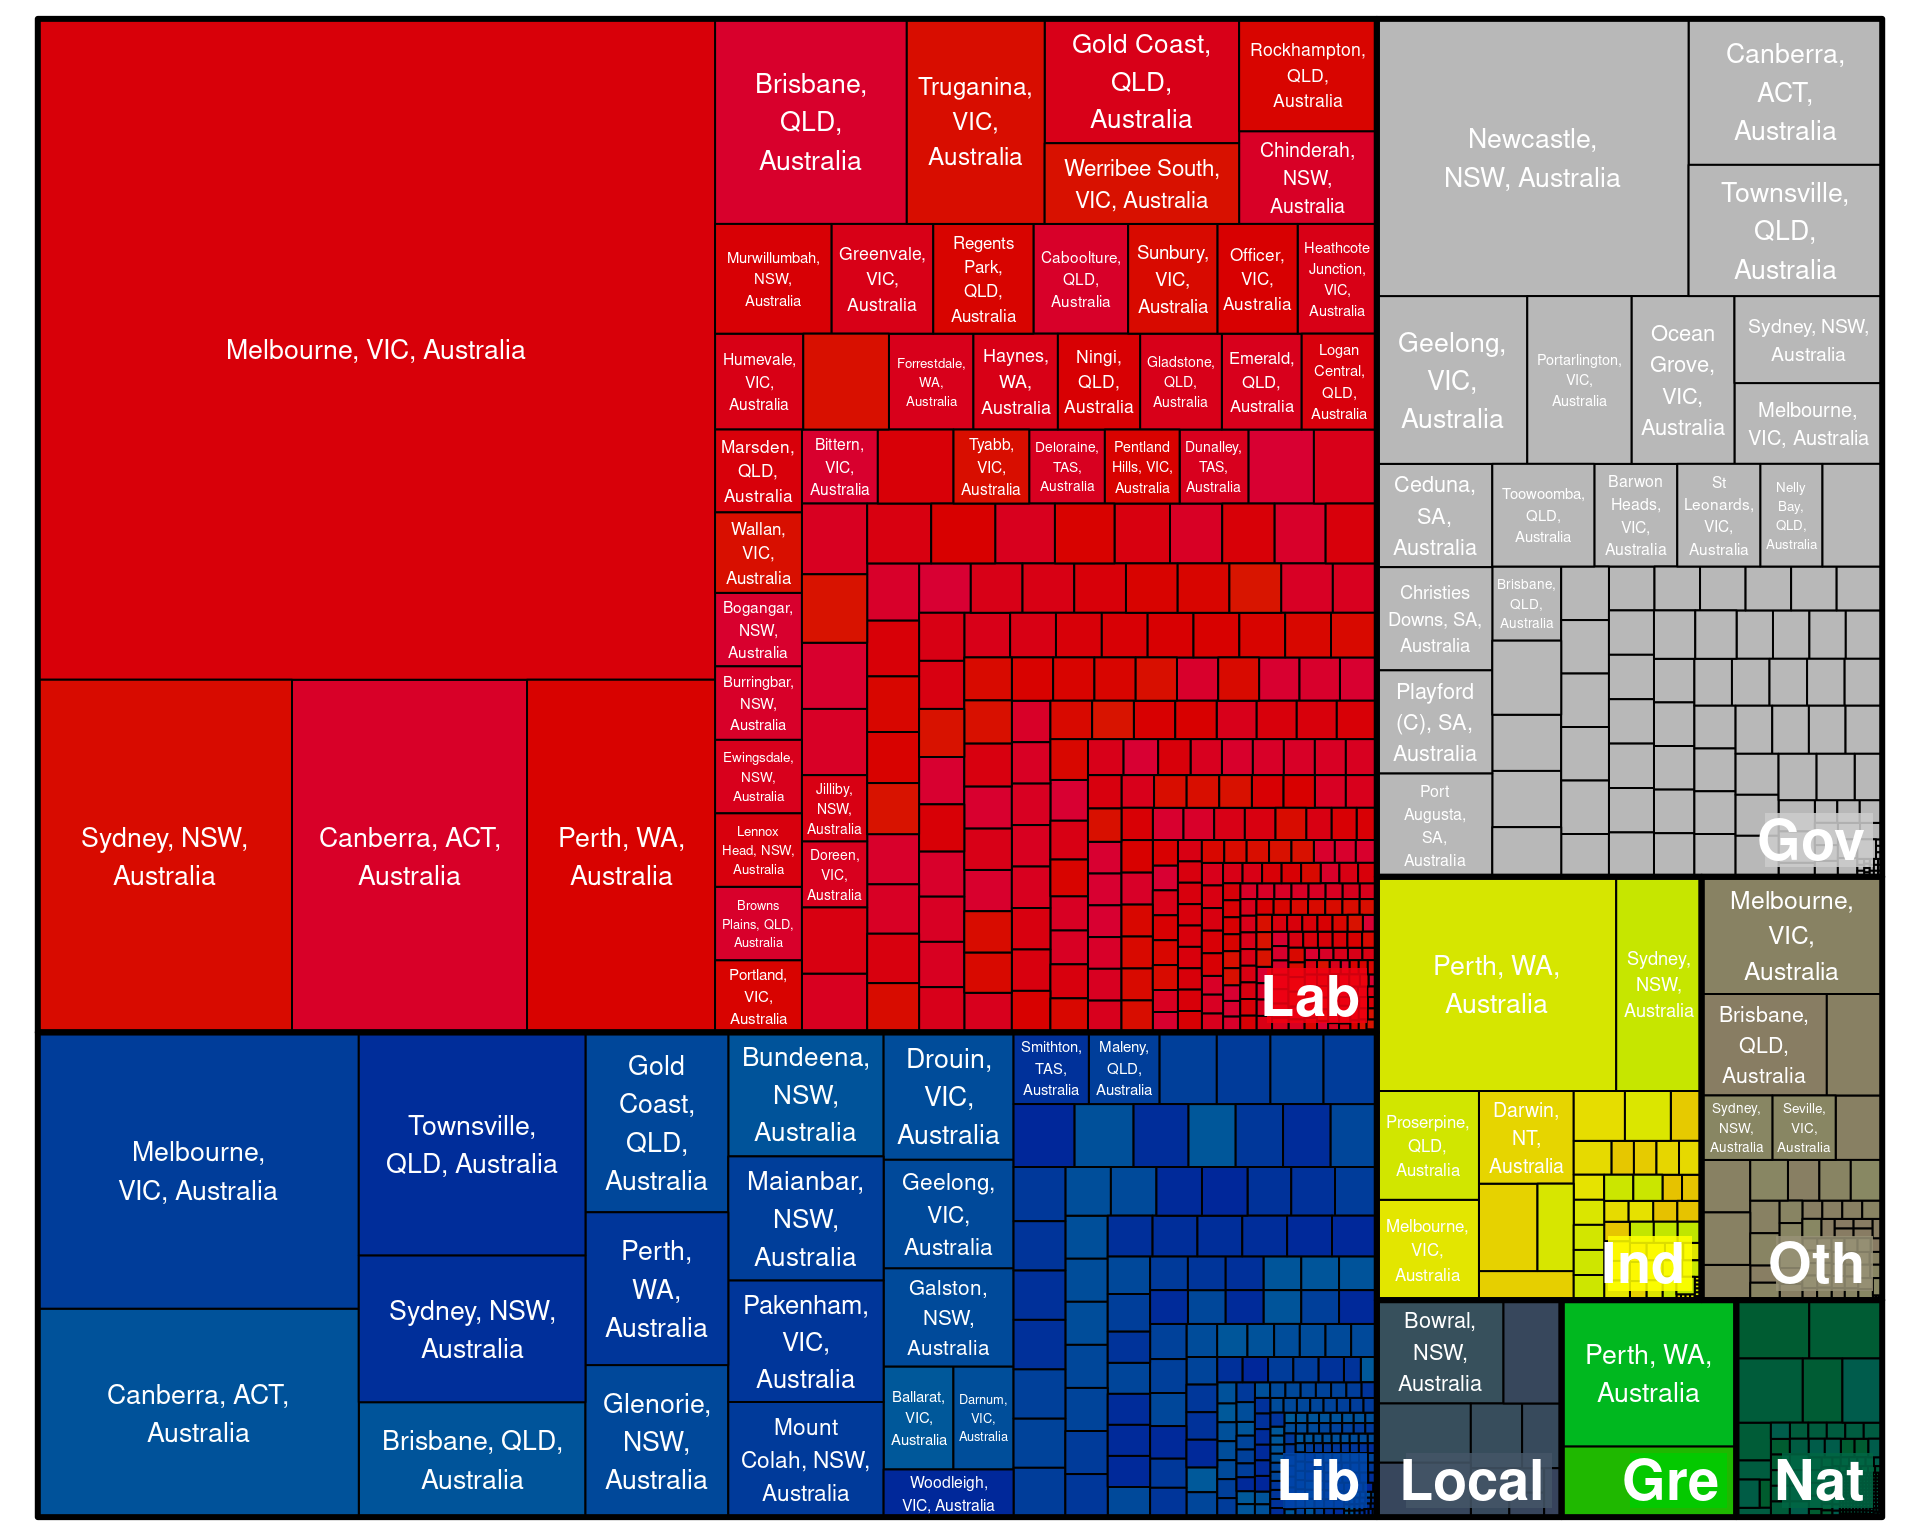 Melbourne, VIC, Australia
Sydney, NSW,
Australia
Canberra, ACT,
Australia
Perth, WA,
Australia
Brisbane,
QLD,
Australia
Truganina,
VIC,
Australia
Gold Coast,
QLD,
Australia
Werribee South,
VIC, Australia
Rockhampton,
QLD,
Australia
Chinderah,
NSW,
Australia
Murwillumbah,
NSW,
Australia
Greenvale,
VIC,
Australia
Regents
Park,
QLD,
Australia
Caboolture,
QLD,
Australia
Sunbury,
VIC,
Australia
Officer,
VIC,
Australia
Heathcote
Junction,
VIC,
Australia
Humevale,
VIC,
Australia
Forrestdale,
WA,
Australia
Haynes,
WA,
Australia
Ningi,
QLD,
Australia
Gladstone,
QLD,
Australia
Emerald,
QLD,
Australia
Logan
Central,
QLD,
Australia
Marsden,
QLD,
Australia
Bittern,
VIC,
Australia
Tyabb,
VIC,
Australia
Deloraine,
TAS,
Australia
Pentland
Hills, VIC,
Australia
Dunalley,
TAS,
Australia
Wallan,
VIC,
Australia
Bogangar,
NSW,
Australia
Burringbar,
NSW,
Australia
Ewingsdale,
NSW,
Australia
Jilliby,
NSW,
Australia
Lennox
Head, NSW,
Australia
Doreen,
VIC,
Australia
Browns
Plains, QLD,
Australia
Portland,
VIC,
Australia
Lab
Newcastle,
NSW, Australia
Canberra,
ACT,
Australia
Townsville,
QLD,
Australia
Geelong,
VIC,
Australia
Portarlington,
VIC,
Australia
Ocean
Grove,
VIC,
Australia
Sydney, NSW,
Australia
Melbourne,
VIC, Australia
Ceduna,
SA,
Australia
Toowoomba,
QLD,
Australia
Barwon
Heads,
VIC,
Australia
St
Leonards,
VIC,
Australia
Nelly
Bay,
QLD,
Australia
Christies
Downs, SA,
Australia
Brisbane,
QLD,
Australia
Playford
(C), SA,
Australia
Port
Augusta,
SA,
Australia
Gov
Melbourne,
VIC, Australia
Canberra, ACT,
Australia
Townsville,
QLD, Australia
Sydney, NSW,
Australia
Brisbane, QLD,
Australia
Gold
Coast,
QLD,
Australia
Perth,
WA,
Australia
Glenorie,
NSW,
Australia
Bundeena,
NSW,
Australia
Maianbar,
NSW,
Australia
Pakenham,
VIC,
Australia
Mount
Colah, NSW,
Australia
Drouin,
VIC,
Australia
Geelong,
VIC,
Australia
Galston,
NSW,
Australia
Ballarat,
VIC,
Australia
Darnum,
VIC,
Australia
Woodleigh,
VIC, Australia
Smithton,
TAS,
Australia
Maleny,
QLD,
Australia
Lib
Perth, WA,
Australia
Sydney,
NSW,
Australia
Proserpine,
QLD,
Australia
Darwin,
NT,
Australia
Melbourne,
VIC,
Australia
Ind
Melbourne,
VIC,
Australia
Brisbane,
QLD,
Australia
Sydney,
NSW,
Australia
Seville,
VIC,
Australia
Oth
Bowral,
NSW,
Australia
Local
Perth, WA,
Australia
Gre
Nat